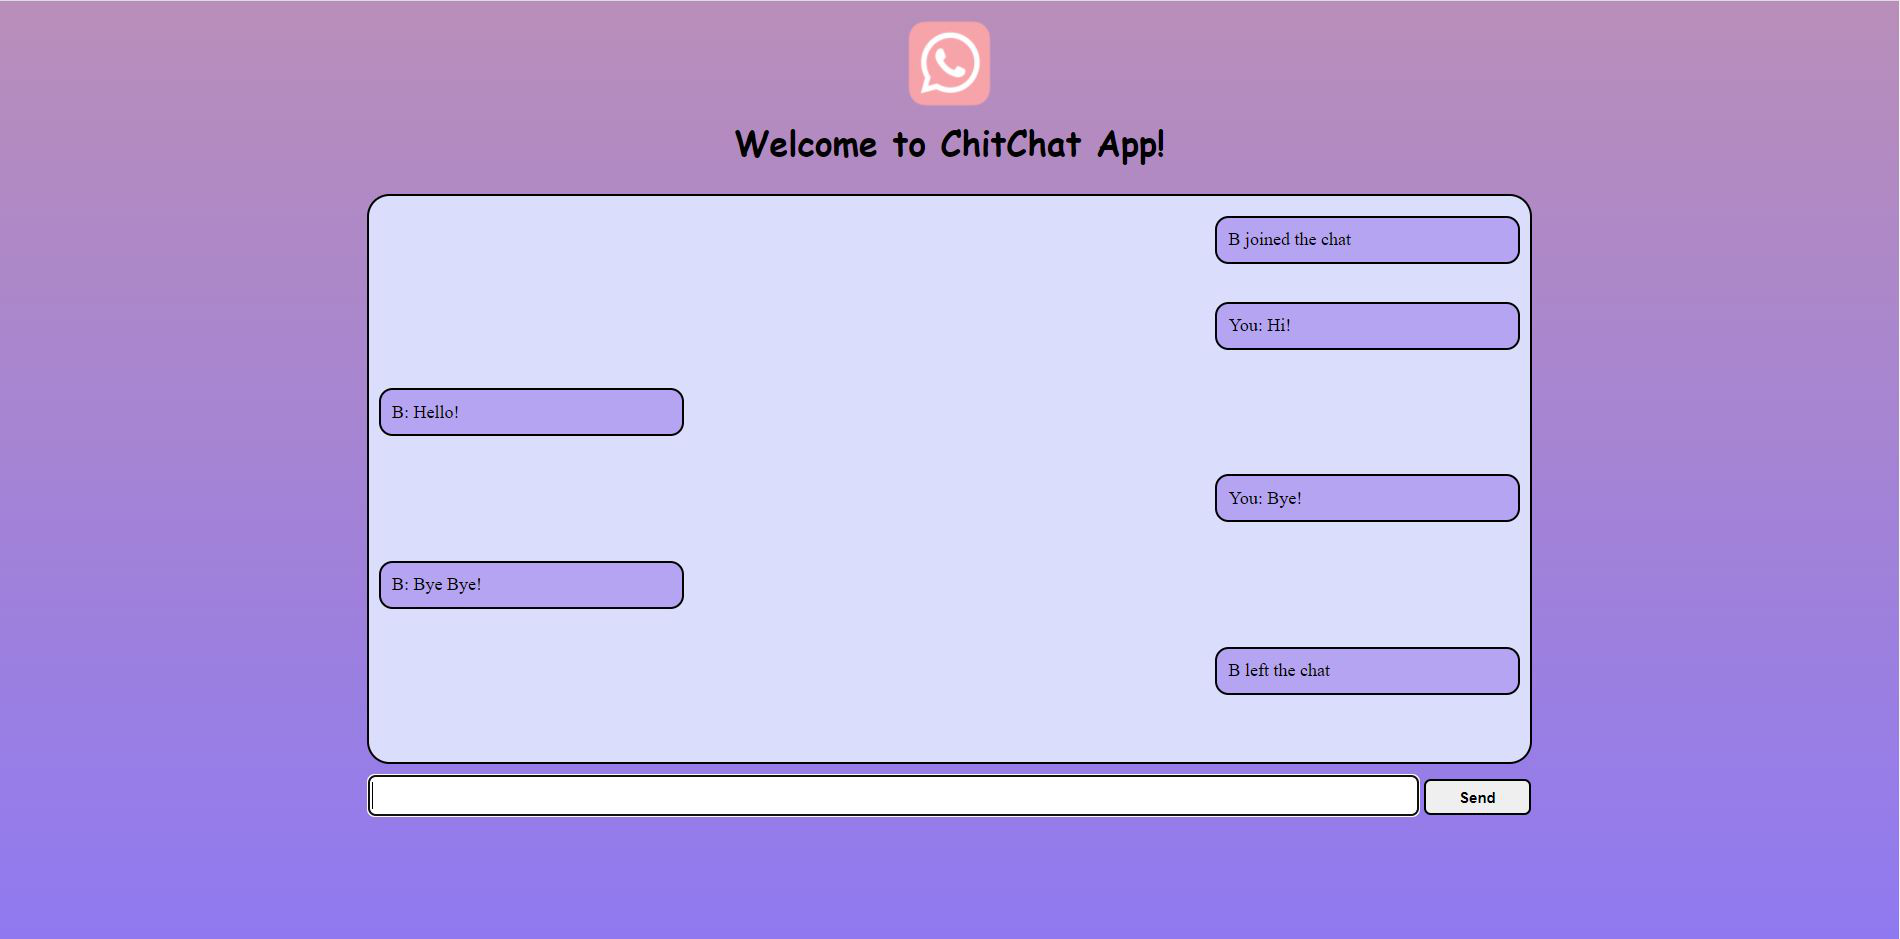 Welcome to ChitChat App!
B joined the chat
You: Hi!
B: Hello!
You: Bye!
B: Bye Bye!
B left the chat
Send